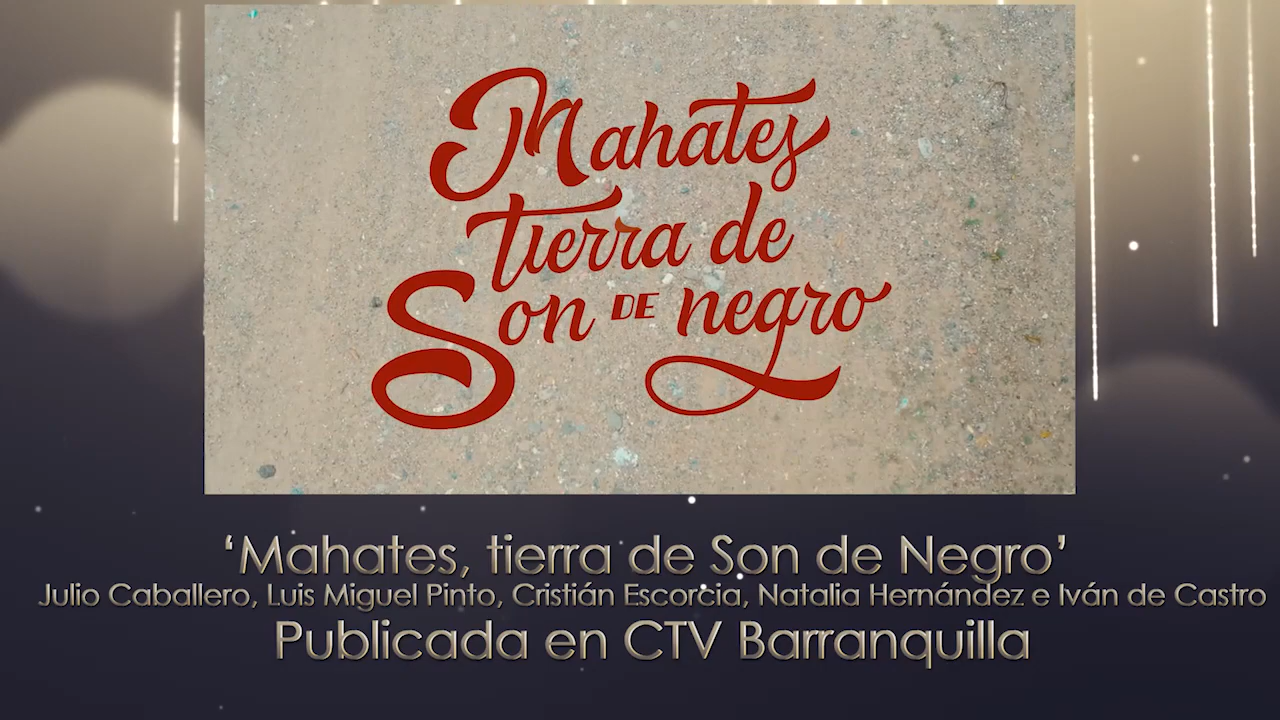 Mahates
tierra de
Son DE negro
‘Mahates, tierra de Son de Negro’
Julio Caballero, Luis Miguel Pinto, Cristián Escorcia, Natalia Hernández e Iván de Castro
Publicada en CTV Barranquilla